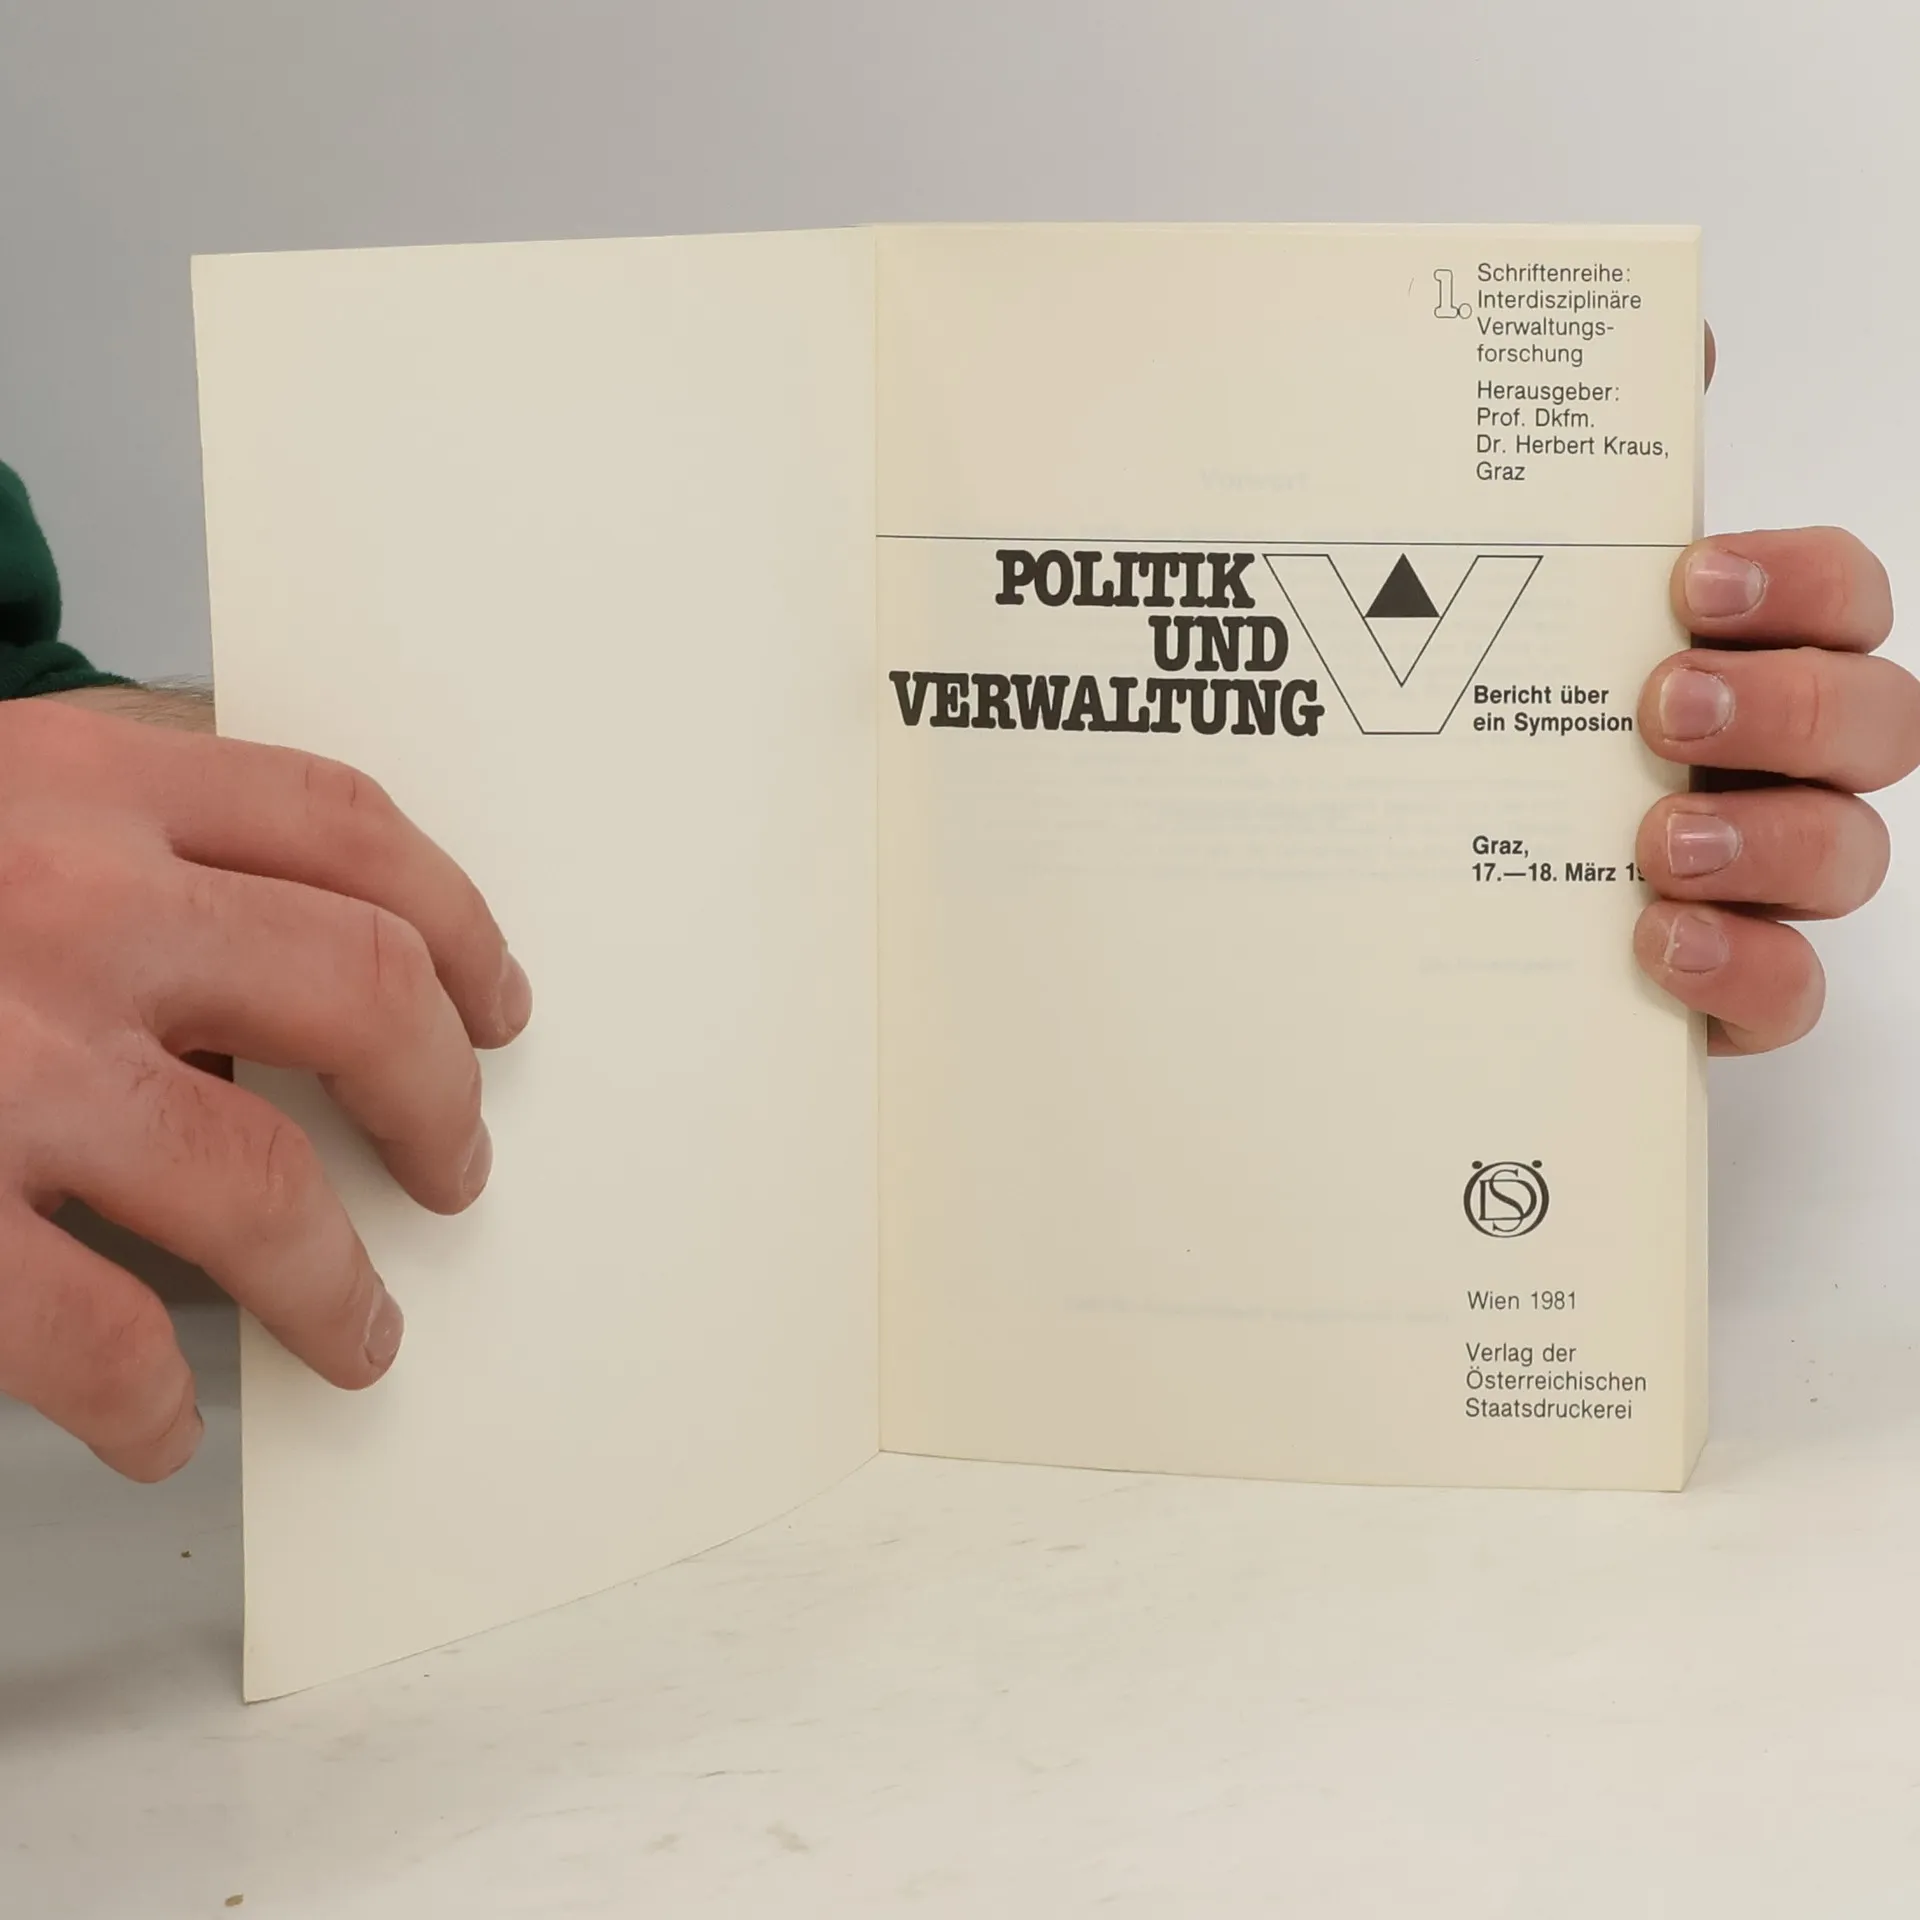 1.
Schriftenreihe:
Interdisziplinäre
Verwaltungs-
forschung
Herausgeber:
Prof. Dkfm.
Dr. Herbert Kraus,
Graz
POLITIK
UND
VERWALTUNG
Bericht über
ein Symposion
Graz,
17.—18. März
Wien 1981
Verlag der
Österreichischen
Staatsdruckerei